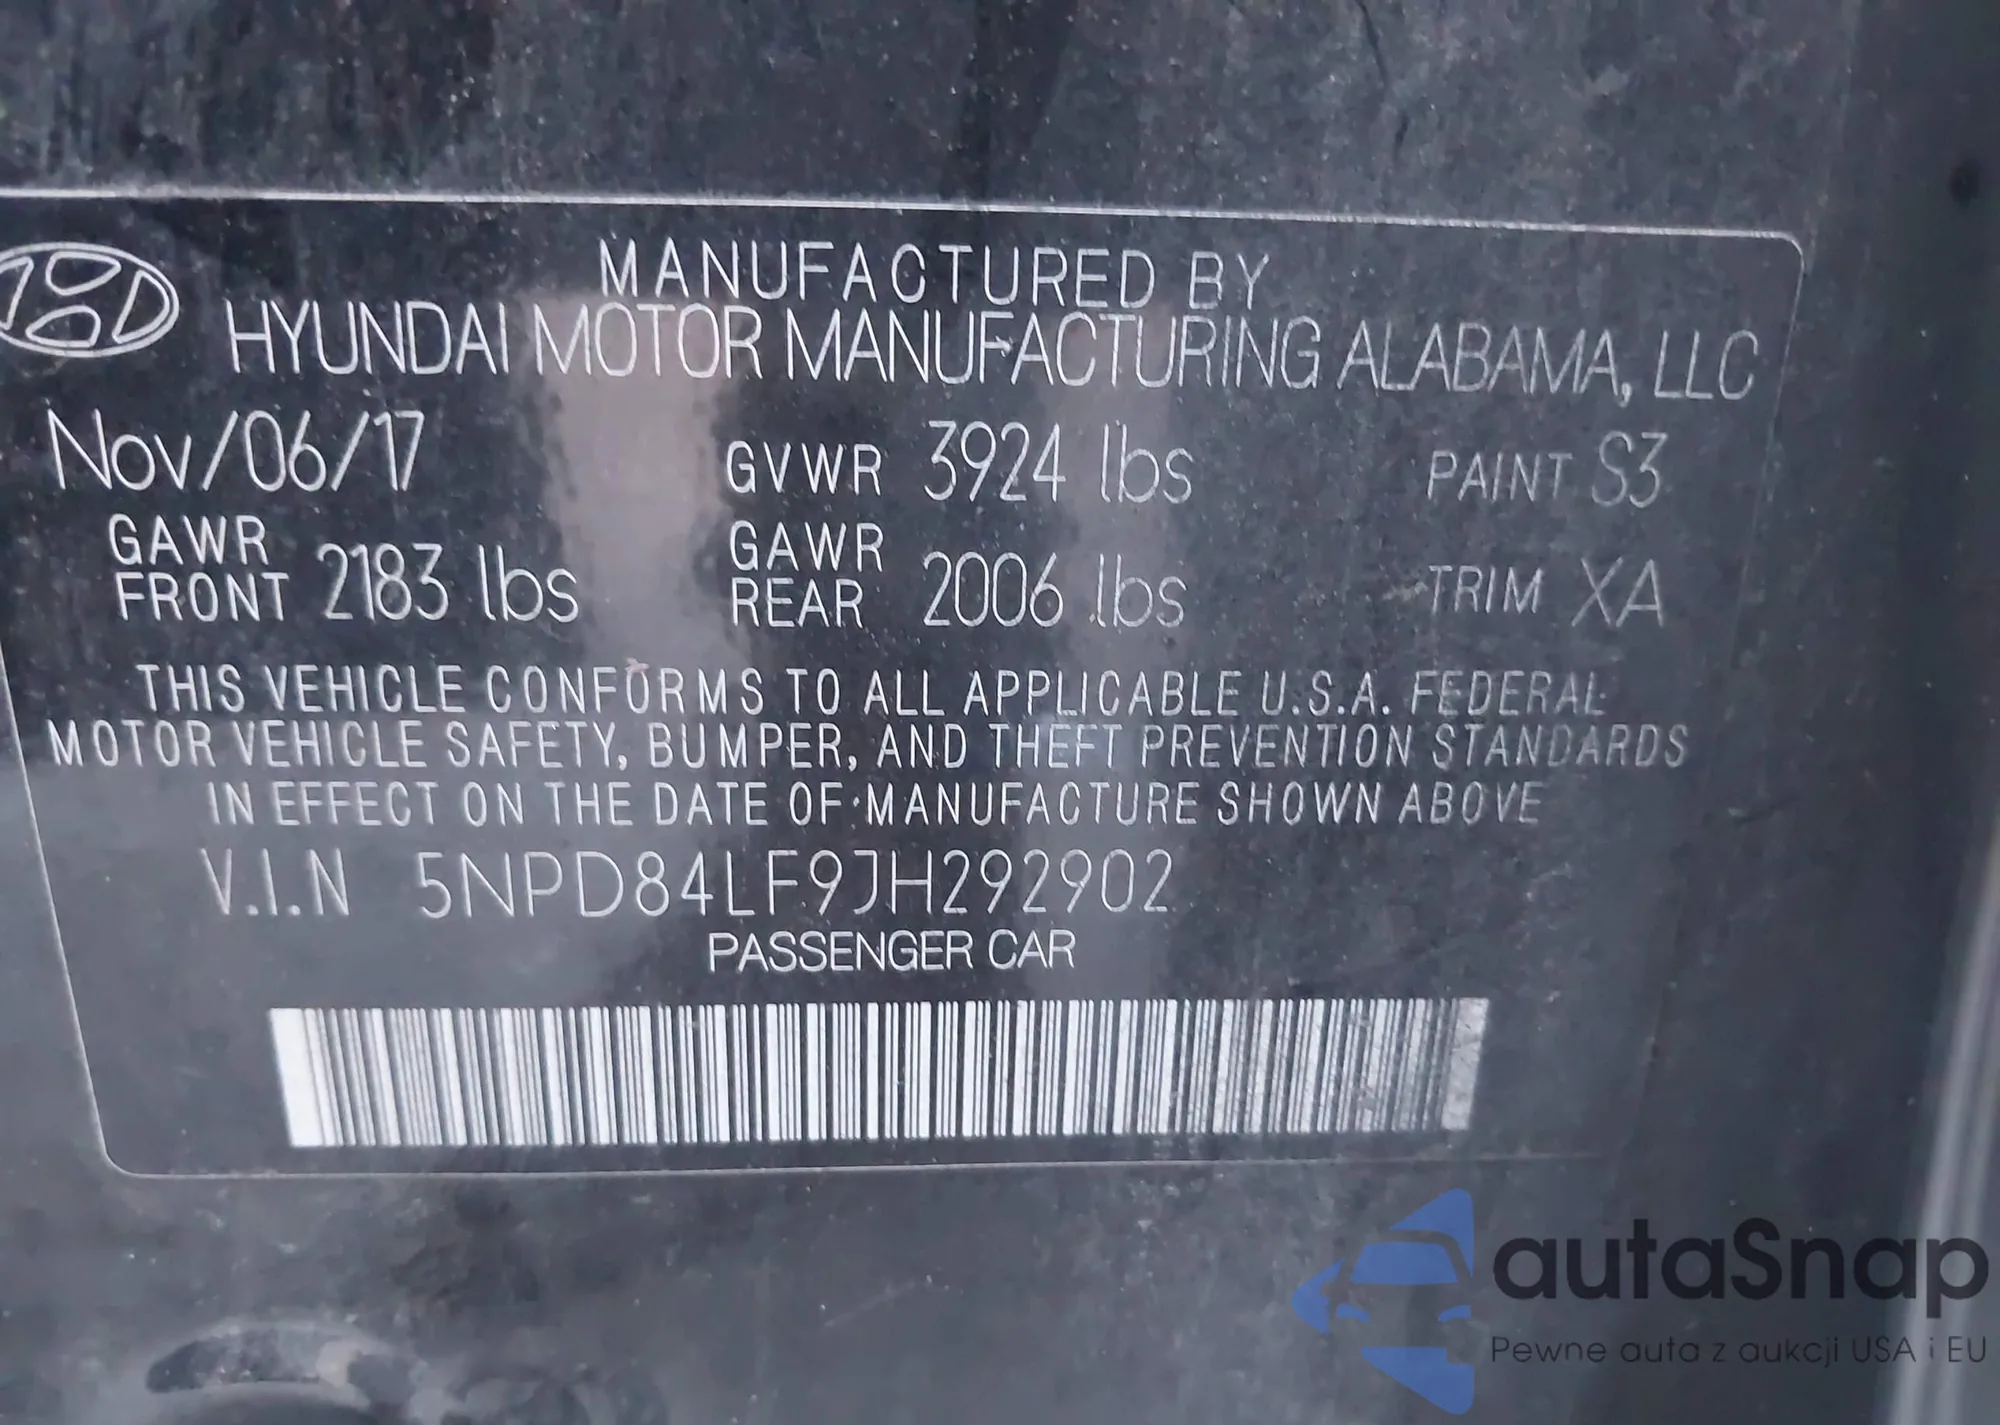 MANUFACTURED BY
HYUNDAI MOTOR MANUFACTURING ALABAMA, LLC
Nov/06/17 GVWR 3924 lbs PAINT S3
GAWR FRONT 2183 lbs GAWR REAR 2006 lbs TRIM XA
THIS VEHICLE CONFORMS TO ALL APPLICABLE U.S.A. FEDERAL
MOTOR VEHICLE SAFETY, BUMPER, AND THEFT PREVENTION STANDARDS
IN EFFECT ON THE DATE OF MANUFACTURE SHOWN ABOVE
V.I.N 5NPD84LF9JH292902
PASSENGER CAR
autaSnap
Pewne auta z aukcji USA i EU